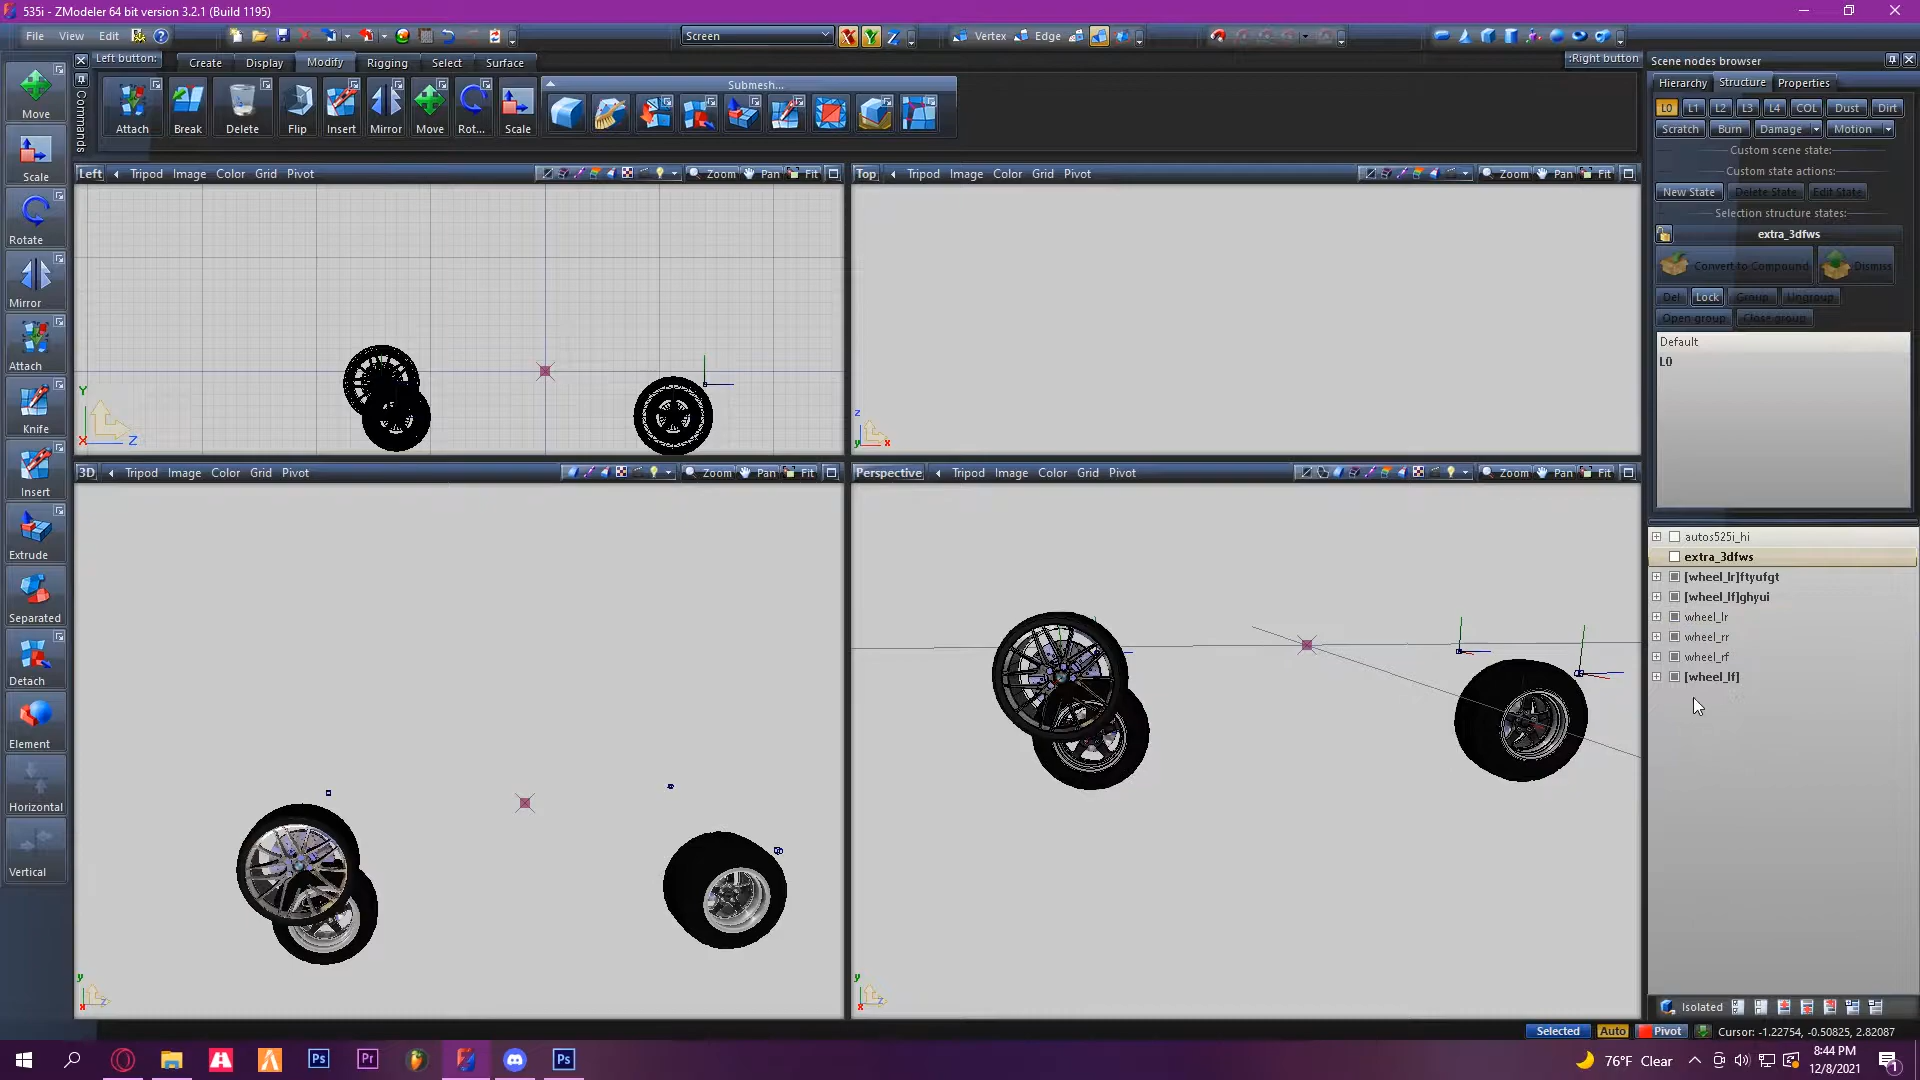 535i - ZModeler 64 bit version 3.2.1 (Build 1195)
File View Edit
Screen
X Y Z
Vertex Edge
Left button:
Create Display Modify Rigging Select Surface
:Right button
Commands
Attach Break Delete Flip Insert Mirror Move Rot... Scale
Submesh...
Move
Scale
Rotate
Mirror
Attach
Knife
Insert
Extrude
Separated
Detach
Element
Horizontal
Vertical
Left Tripod Image Color Grid Pivot Zoom Pan Fit
Top Tripod Image Color Grid Pivot Zoom Pan Fit
Y
X Z
z
y x
3D Tripod Image Color Grid Pivot Zoom Pan Fit
Perspective Tripod Image Color Grid Pivot Zoom Pan Fit
y
x z
y
x z
Scene nodes browser
Hierarchy Structure Properties
L0 L1 L2 L3 L4 COL Dust Dirt
Scratch Burn Damage Motion
Custom scene state:
Custom state actions:
New State Delete State Edit State
Selection structure states:
extra_3dfws
Convert to Compound Dismiss
Del Lock Group Ungroup
Open group Close group
Default
L0
autos525i_hi
extra_3dfws
[wheel_lr]ftyufgt
[wheel_lf]ghyui
wheel_lr
wheel_rr
wheel_rf
[wheel_lf]
Isolated
Selected Auto Pivot Cursor: -1.22754, -0.50825, 2.82087
Ps Pr Ps
76°F Clear
8:44 PM
12/8/2021
1